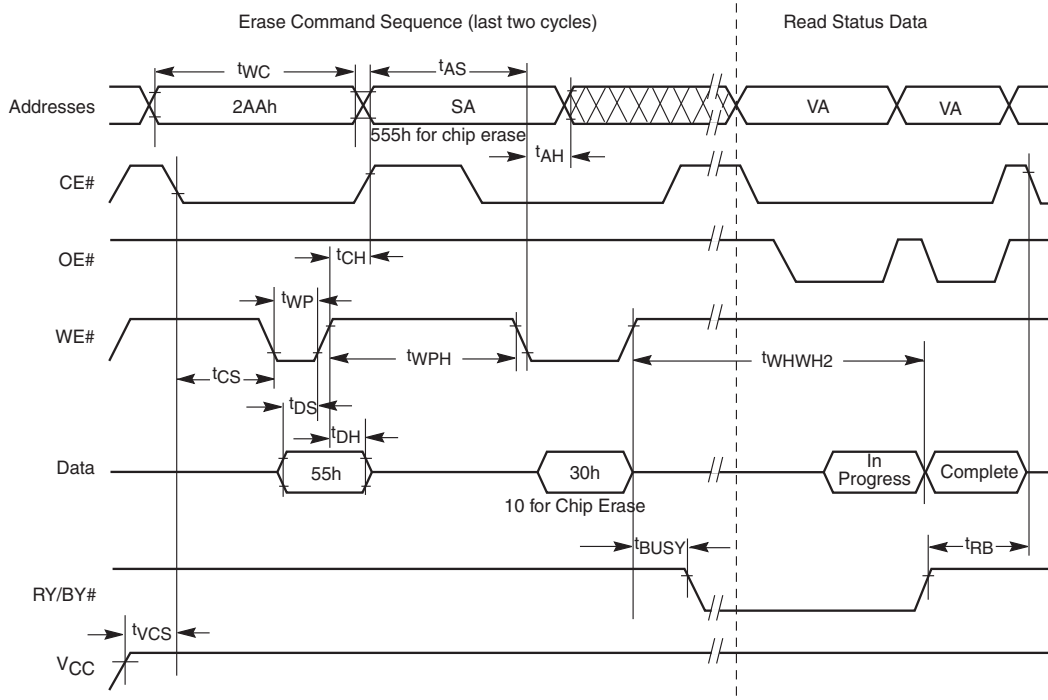 Erase Command Sequence (last two cycles)
Read Status Data
tWC
tAS
Addresses
2AAh
SA
VA
VA
555h for chip erase
tAH
CE#
tCH
OE#
tWP
WE#
tWPH
tWHWH2
tCS
tDS
tDH
Data
55h
30h
In
Progress
Complete
10 for Chip Erase
tBUSY
tRB
RY/BY#
tVCS
VCC